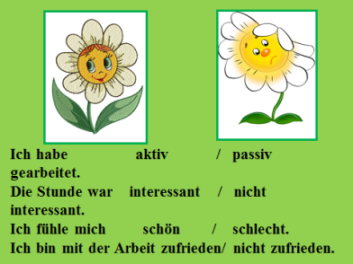 Ich habe aktiv / passiv
gearbeitet.
Die Stunde war interessant / nicht
interessant.
Ich fühle mich schön / schlecht.
Ich bin mit der Arbeit zufrieden/ nicht zufrieden.